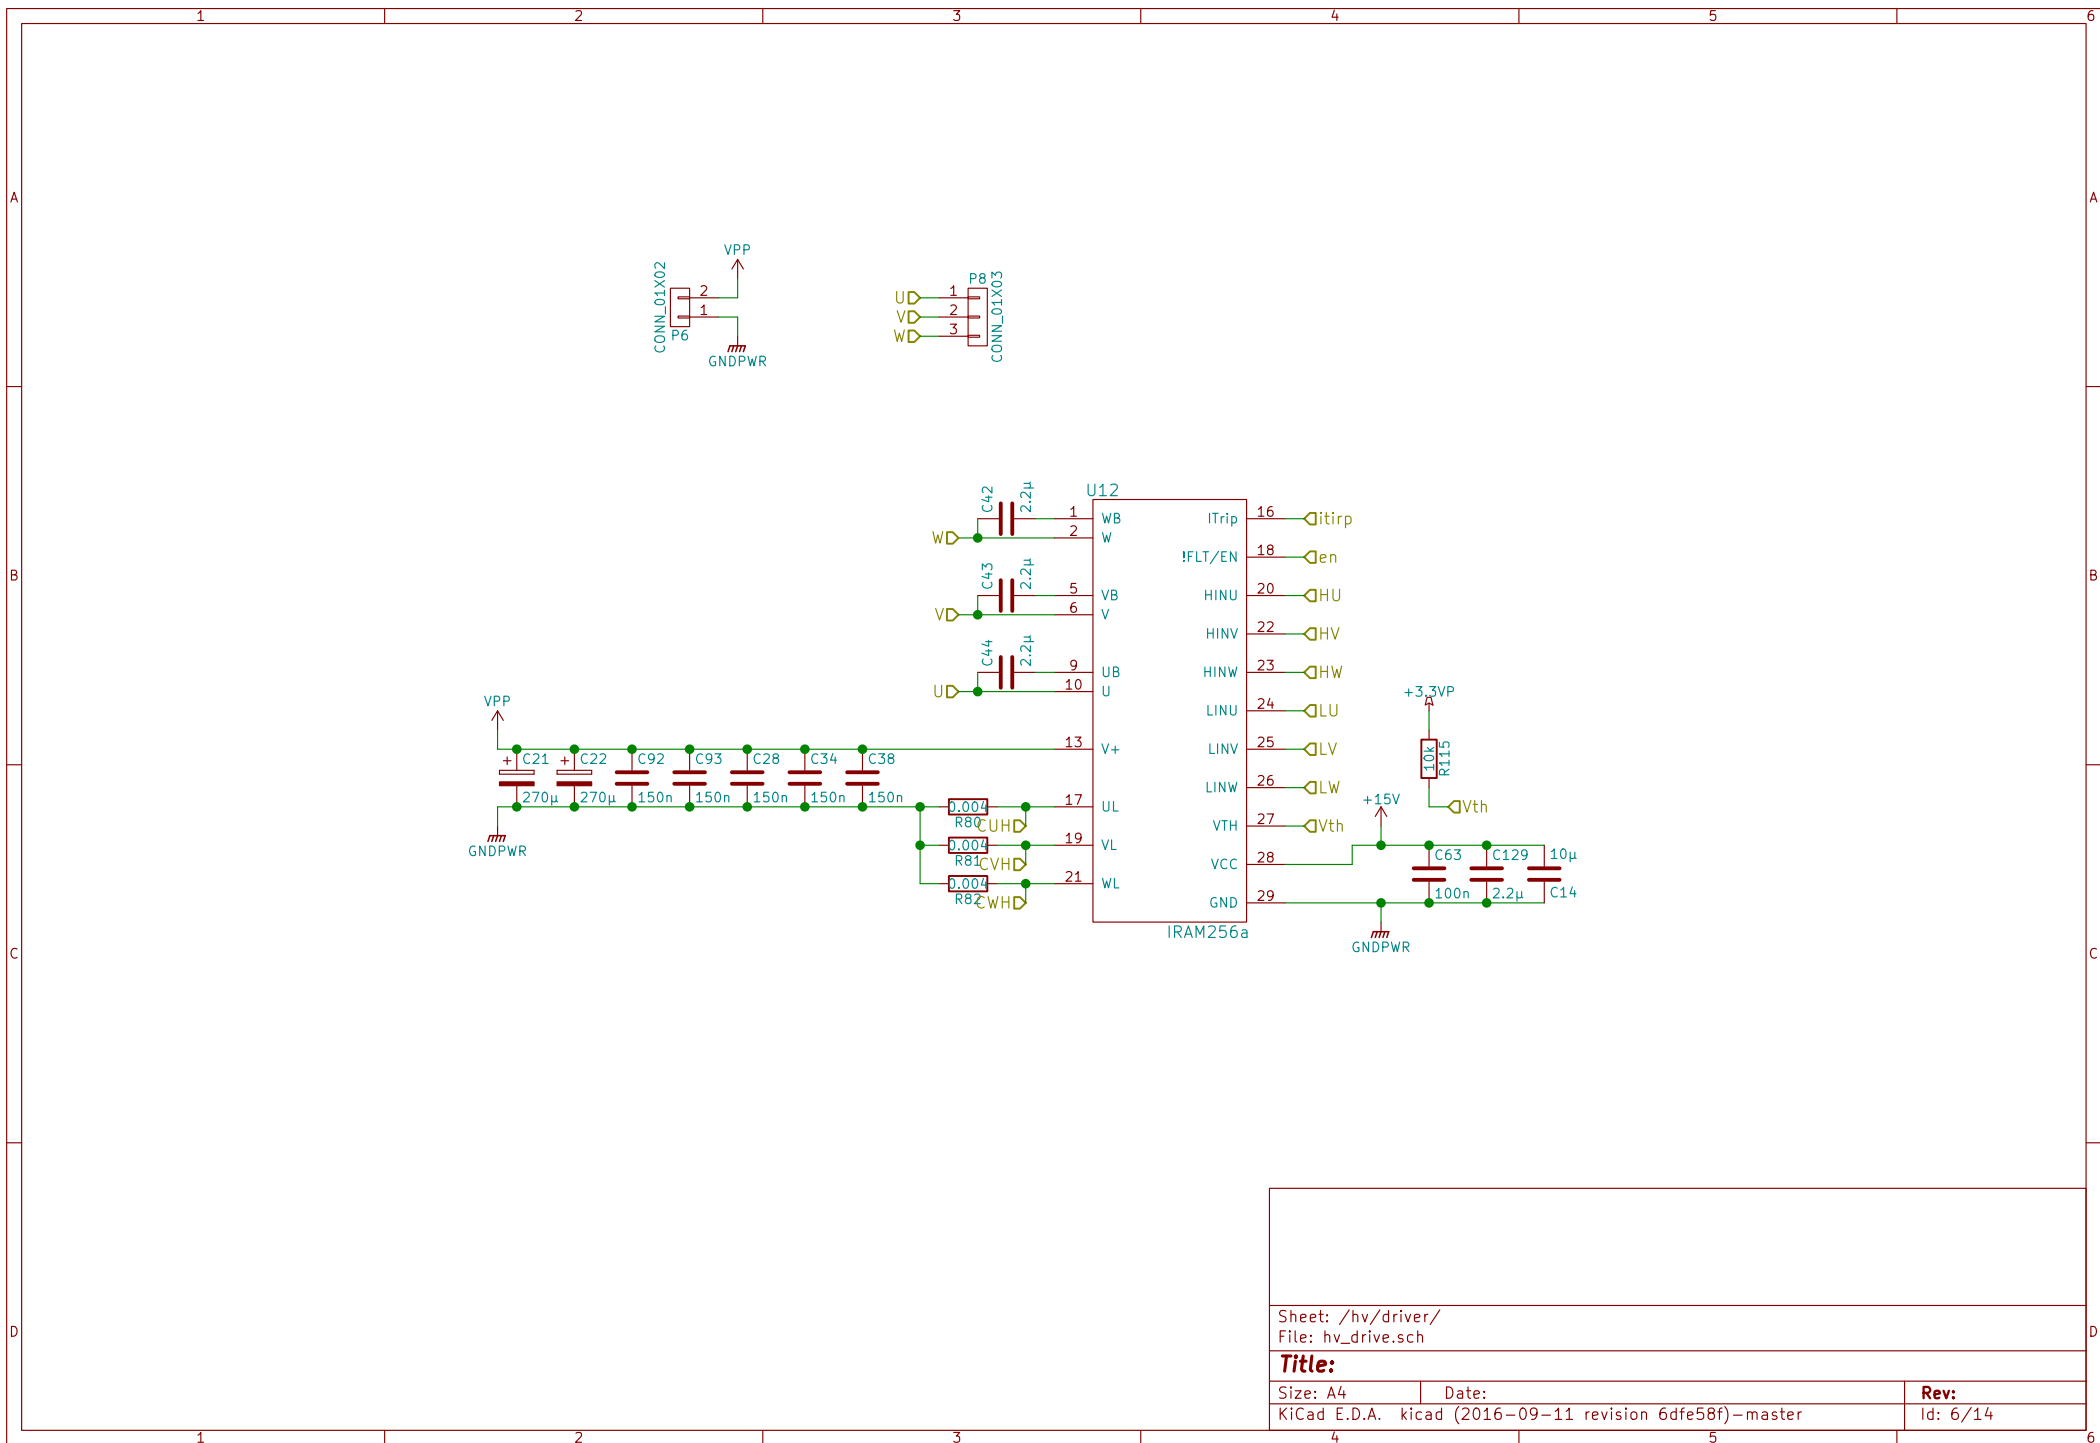 1 2 3 4 5 6
A A
VPP
CONN_01X02
2
1
P6
GNDPWR
P8
U 1
V 2
W 3
CONN_01X03
B B
U12
C42 2.2µ
1 WB
W 2 W
C43 2.2µ
5 VB
V 6 V
C44 2.2µ
9 UB
U 10 U
VPP
13 V+
+ C21 + C22 C92 C93 C28 C34 C38
270µ 270µ 150n 150n 150n 150n 150n
GNDPWR
0.004 17 UL
R80 CUH
0.004 19 VL
R81 CVH
0.004 21 WL
R82 CWH
ITrip 16 itirp
!FLT/EN 18 en
HINU 20 HU
HINV 22 HV
HINW 23 HW
LINU 24 LU
LINV 25 LV
LINW 26 LW
VTH 27 Vth
VCC 28
GND 29
IRAM256a
+3.3VP
10k R115
Vth
+15V
C63 C129 10µ
100n 2.2µ C14
GNDPWR
C C
Sheet: /hv/driver/
File: hv_drive.sch
D D
Title:
Size: A4 Date: Rev:
KiCad E.D.A. kicad (2016-09-11 revision 6dfe58f)-master Id: 6/14
1 2 3 4 5 6